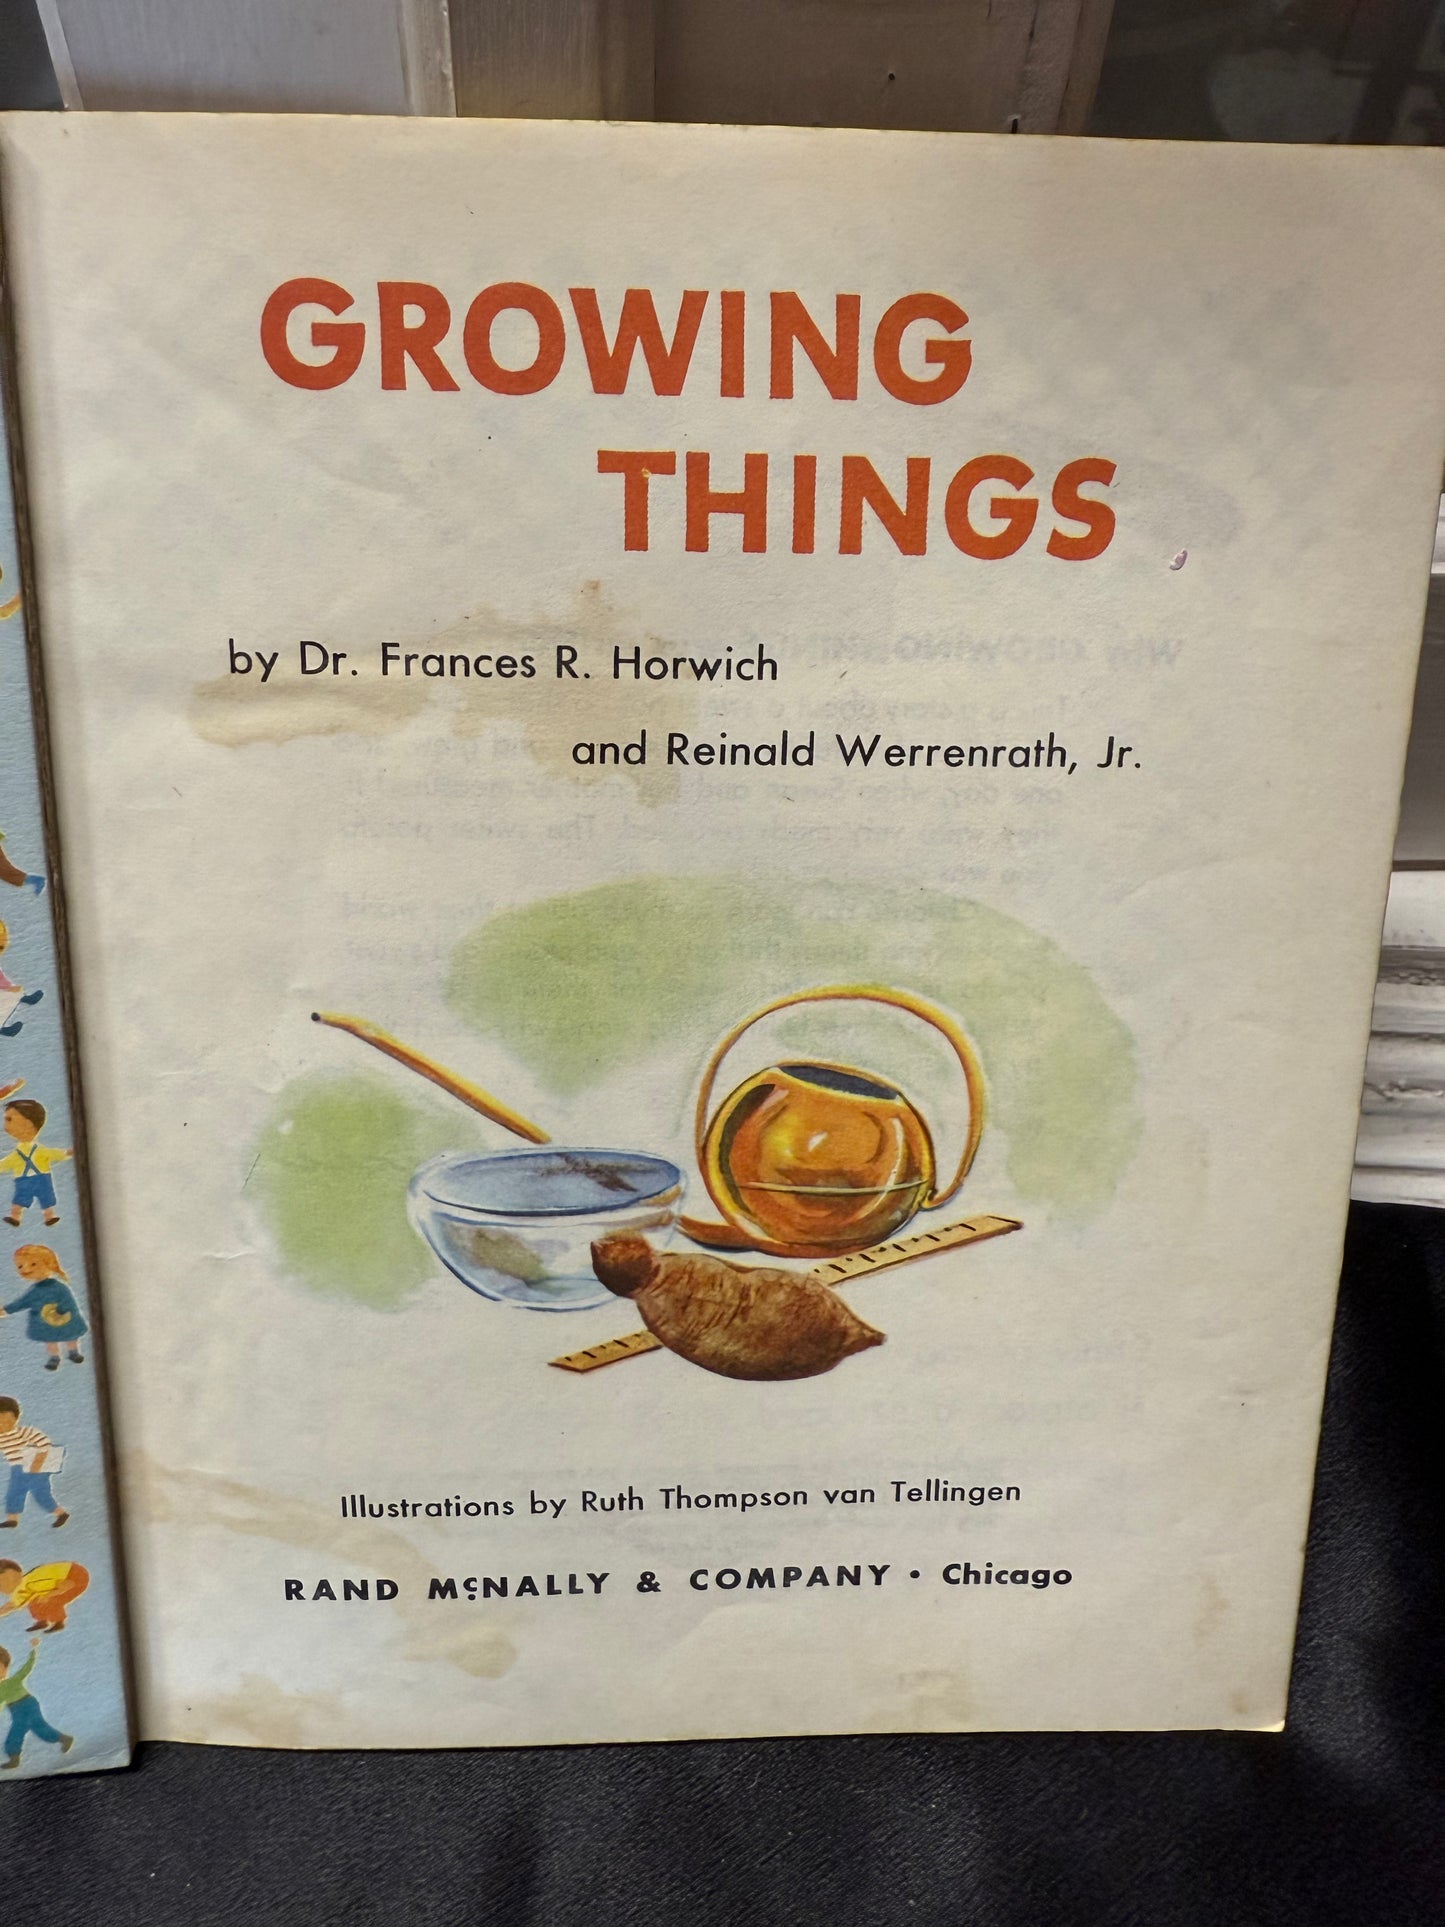 GROWING
THINGS
by Dr. Frances R. Horwich
and Reinald Werrenrath, Jr.
Illustrations by Ruth Thompson van Tellingen
RAND McNALLY & COMPANY • Chicago